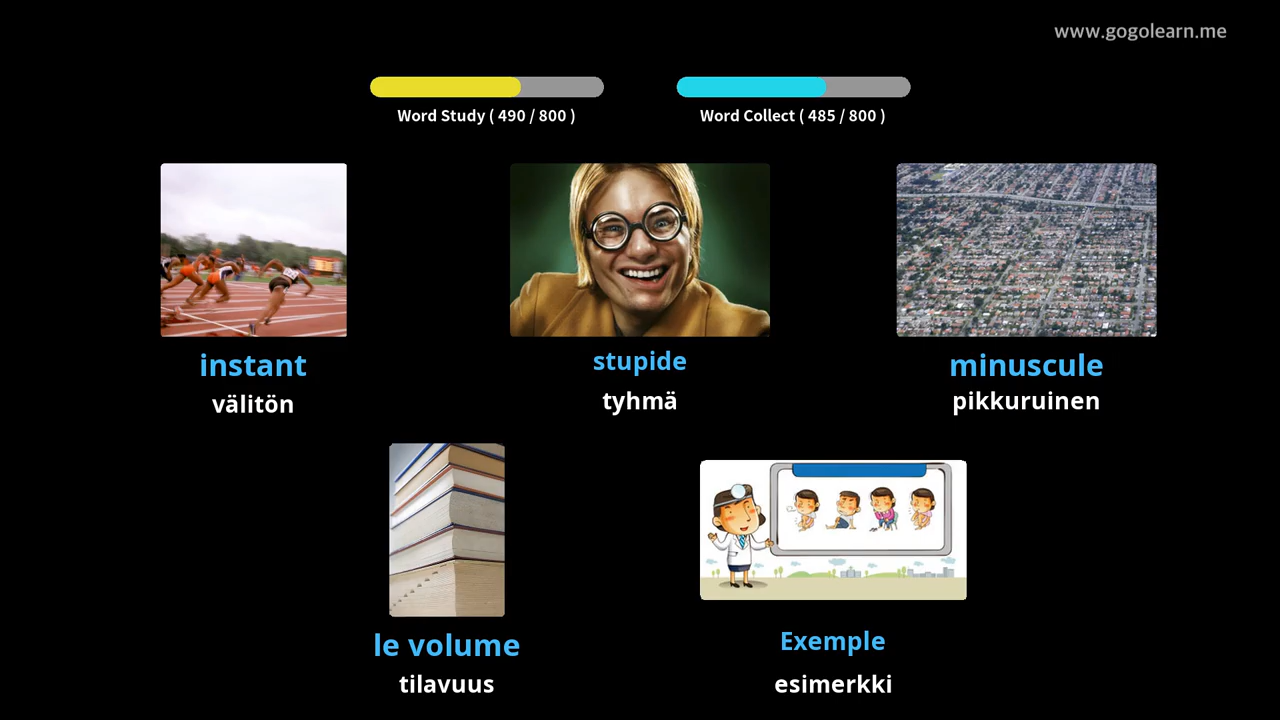 www.gogolearn.me
Word Study ( 490 / 800 )
Word Collect ( 485 / 800 )
instant
välitön
stupide
tyhmä
minuscule
pikkuruinen
le volume
tilavuus
Exemple
esimerkki